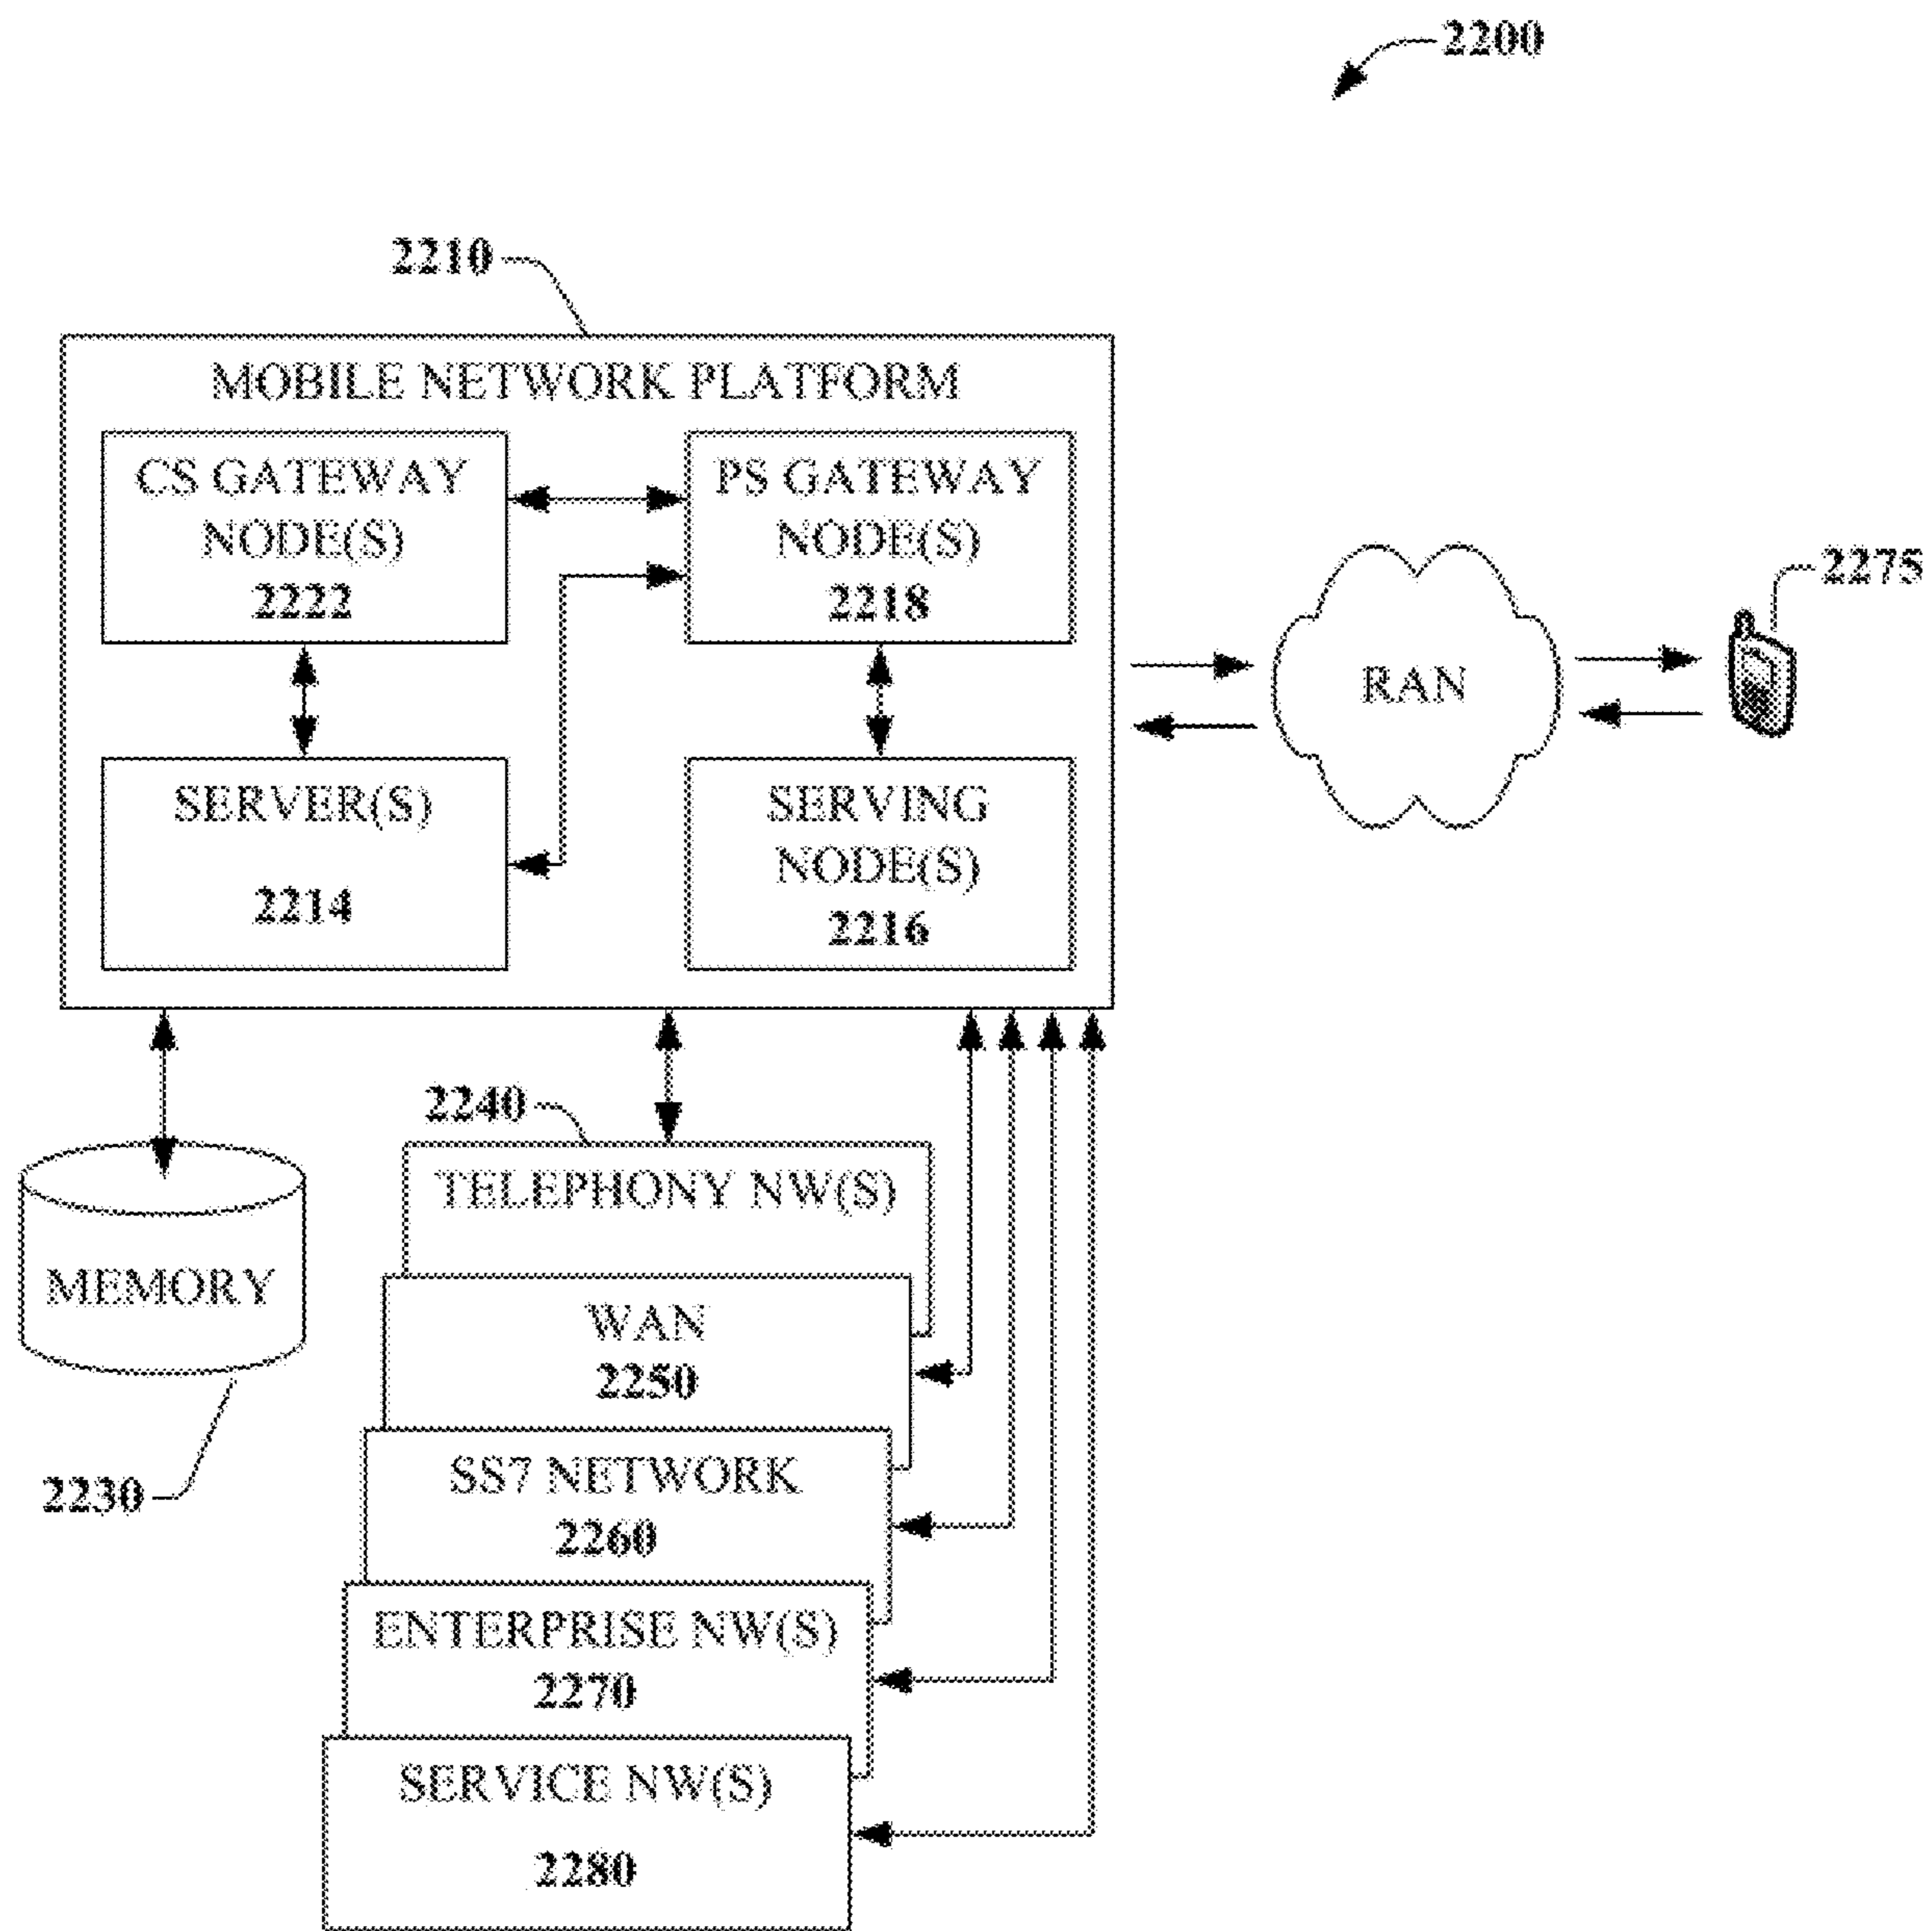 2200
2210
MOBILE NETWORK PLATFORM
CS GATEWAY
NODE(S)
2222
PS GATEWAY
NODE(S)
2218
2275
RAN
SERVER(S)
2214
SERVING
NODE(S)
2216
2240
TELEPHONY NW(S)
MEMORY
WAN
2250
2230
SS7 NETWORK
2260
ENTERPRISE NW(S)
2270
SERVICE NW(S)
2280